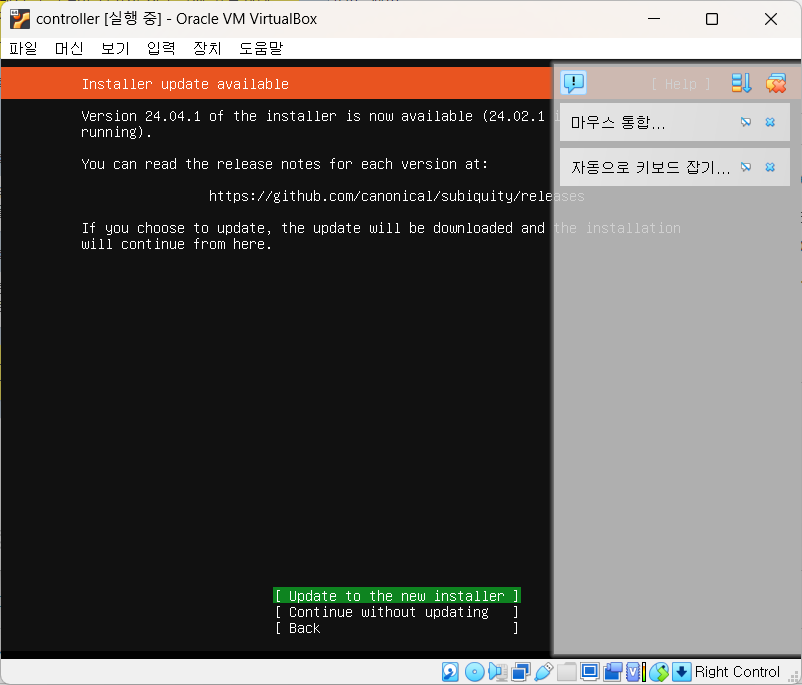 controller [실행 중] - Oracle VM VirtualBox
파일 머신 보기 입력 장치 도움말
Installer update available [ Help ]
Version 24.04.1 of the installer is now available (24.02.1 i
running).
마우스 통합...
You can read the release notes for each version at:
자동으로 키보드 잡기...
https://github.com/canonical/subiquity/releases
If you choose to update, the update will be downloaded and the installation
will continue from here.
[ Update to the new installer ]
[ Continue without updating ]
[ Back ]
Right Control